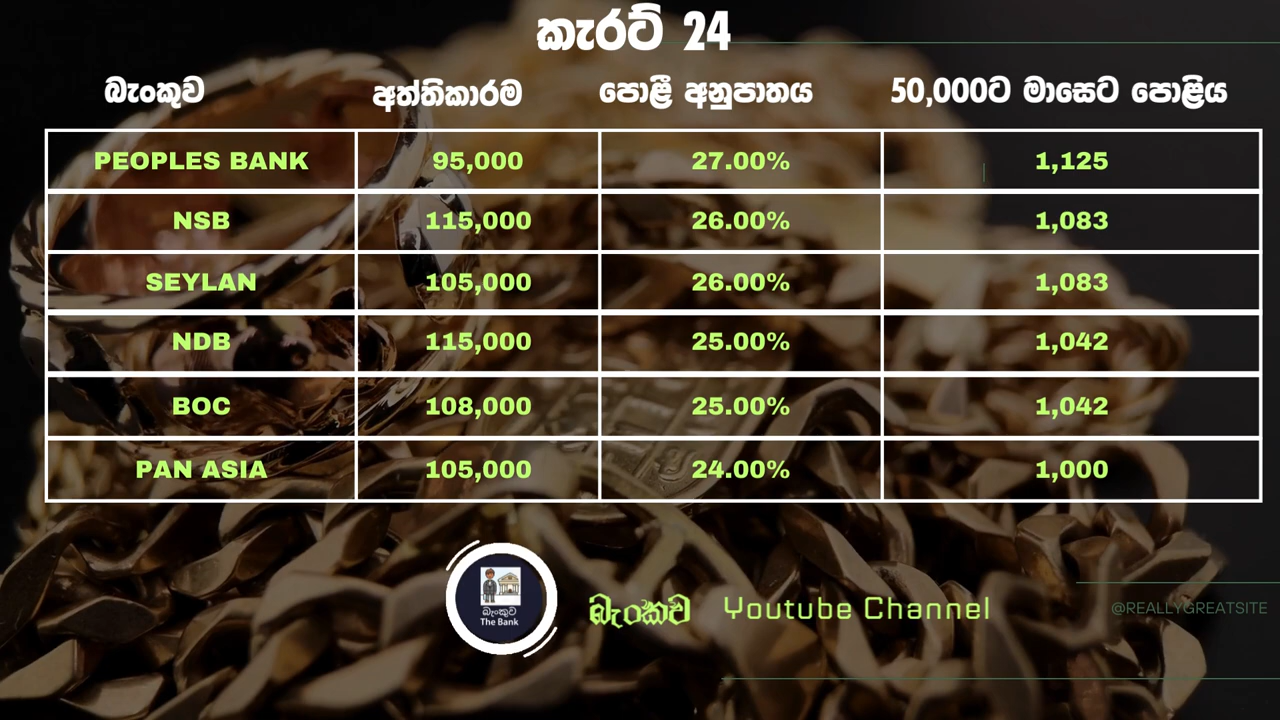 කැරට් 24
බැංකුව අත්තිකාරම පොළී අනුපාතය 50,000ට මාසෙට පොළිය
PEOPLES BANK 95,000 27.00% 1,125
NSB 115,000 26.00% 1,083
SEYLAN 105,000 26.00% 1,083
NDB 115,000 25.00% 1,042
BOC 108,000 25.00% 1,042
PAN ASIA 105,000 24.00% 1,000
බැංකුව
The Bank
බැංකුව Youtube Channel
@REALLYGREATSITE